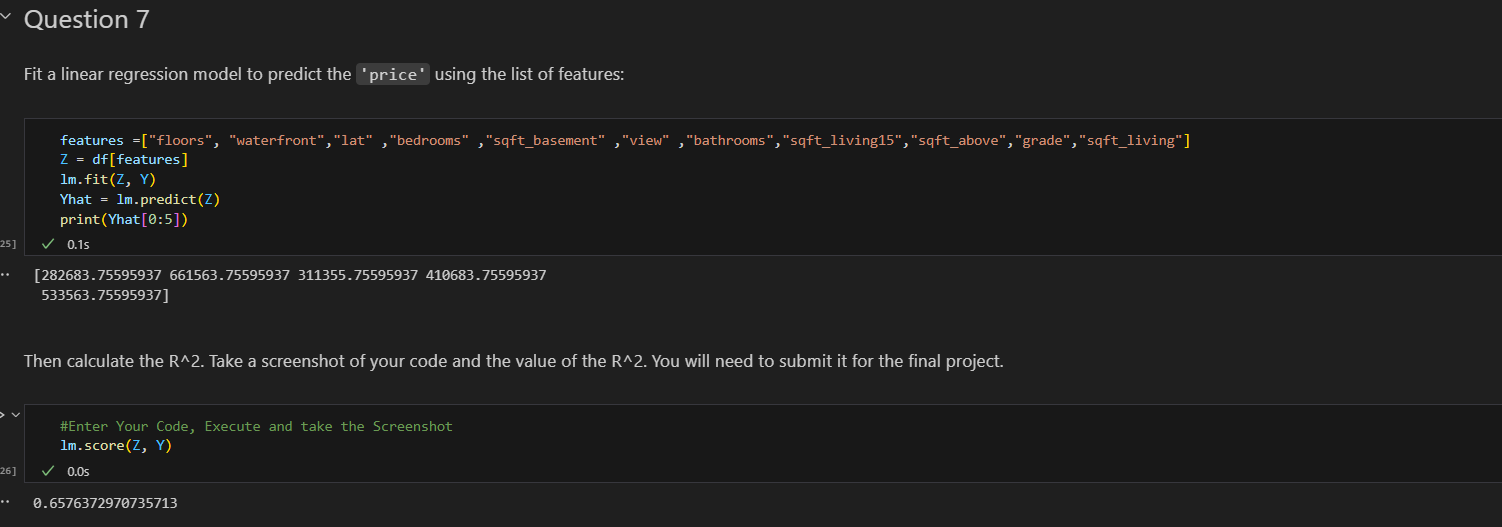 Question 7
Fit a linear regression model to predict the 'price' using the list of features:
features =["floors", "waterfront","lat" ,"bedrooms" ,"sqft_basement" ,"view" ,"bathrooms","sqft_living15","sqft_above","grade","sqft_living"]
Z = df[features]
lm.fit(Z, Y)
Yhat = lm.predict(Z)
print(Yhat[0:5])
25]
0.1s
[282683.75595937 661563.75595937 311355.75595937 410683.75595937
533563.75595937]
Then calculate the R^2. Take a screenshot of your code and the value of the R^2. You will need to submit it for the final project.
#Enter Your Code, Execute and take the Screenshot
lm.score(Z, Y)
26]
0.0s
0.6576372970735713